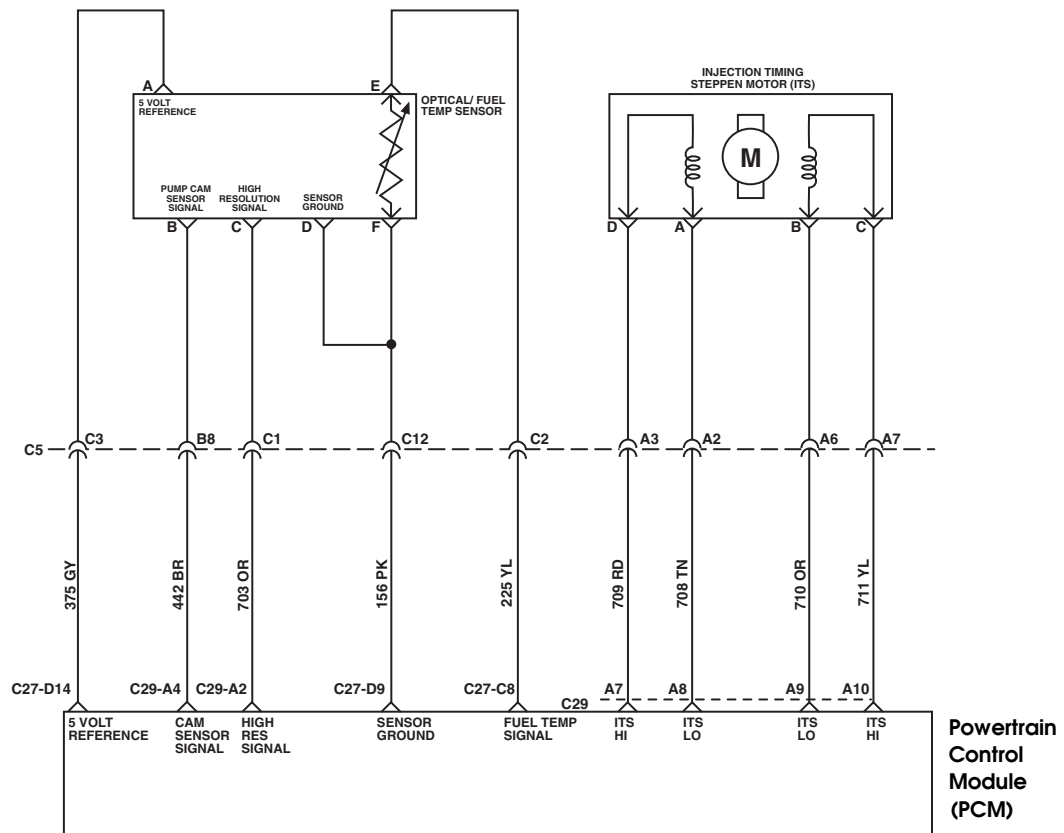 A
5 VOLT
REFERENCE
E
OPTICAL/ FUEL
TEMP SENSOR
PUMP CAM
SENSOR
SIGNAL
HIGH
RESOLUTION
SIGNAL
SENSOR
GROUND
B
C
D
F
INJECTION TIMING
STEPPEN MOTOR (ITS)
M
D
A
B
C
C5
C3
B8
C1
C12
C2
A3
A2
A6
A7
375 GY
442 BR
703 OR
156 PK
225 YL
709 RD
708 TN
710 OR
711 YL
C27-D14
C29-A4
C29-A2
C27-D9
C27-C8
C29
A7
A8
A9
A10
5 VOLT
REFERENCE
CAM
SENSOR
SIGNAL
HIGH
RES
SIGNAL
SENSOR
GROUND
FUEL TEMP
SIGNAL
ITS
HI
ITS
LO
ITS
LO
ITS
HI
Powertrain
Control
Module
(PCM)